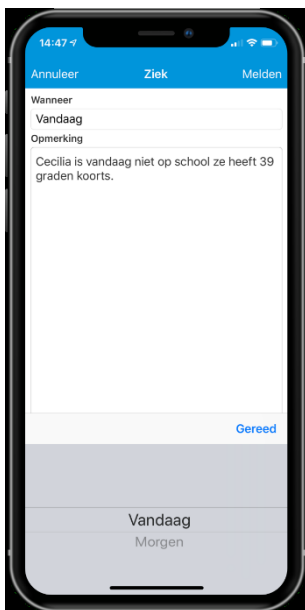 14:47
Annuleer Ziek Melden
Wanneer
Vandaag
Opmerking
Cecilia is vandaag niet op school ze heeft 39
graden koorts.
Gereed
Vandaag
Morgen